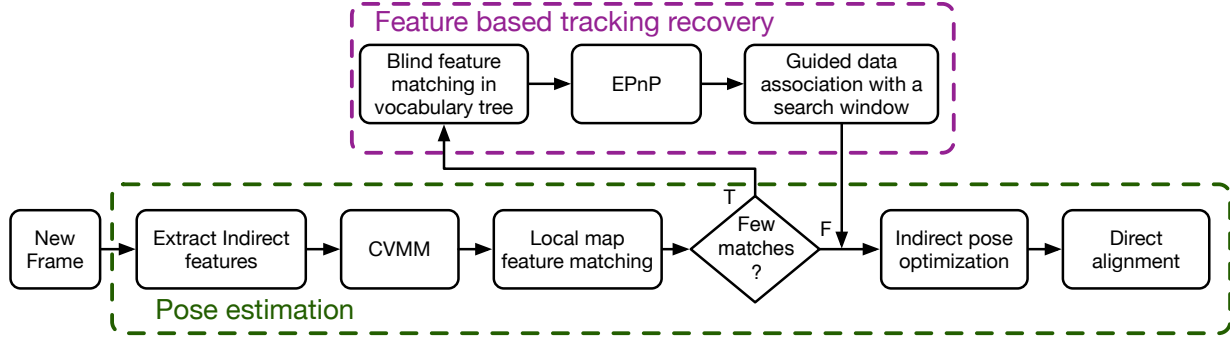 Feature based tracking recovery
Blind feature
matching in
vocabulary tree
EPnP
Guided data
association with a
search window
T
New
Frame
Extract Indirect
features
CVMM
Local map
feature matching
Few
matches
?
F
Indirect pose
optimization
Direct
alignment
Pose estimation